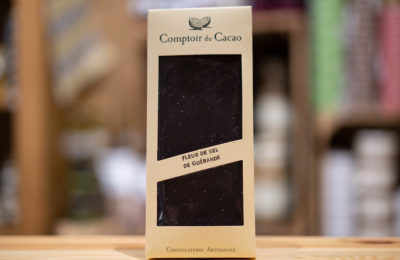 Comptoir du Cacao
FLEUR DE SEL
DE GUÉRANDE
CHOCOLATERIE ARTISANALE